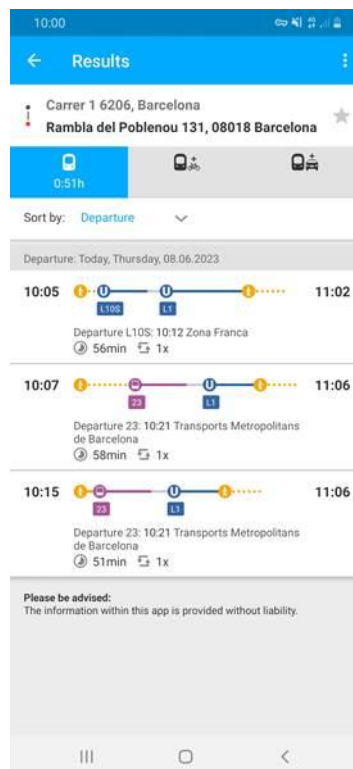 10:00
Results
Carrer 1 6206, Barcelona
Rambla del Poblenou 131, 08018 Barcelona
0:51h
Sort by: Departure
Departure: Today, Thursday, 08.06.2023
10:05 U U 11:02
L10S L1
Departure L10S: 10:12 Zona Franca
56min 1x
10:07 U 11:06
23 L1
Departure 23: 10:21 Transports Metropolitans
de Barcelona
58min 1x
10:15 U 11:06
23 L1
Departure 23: 10:21 Transports Metropolitans
de Barcelona
51min 1x
Please be advised:
The information within this app is provided without liability.